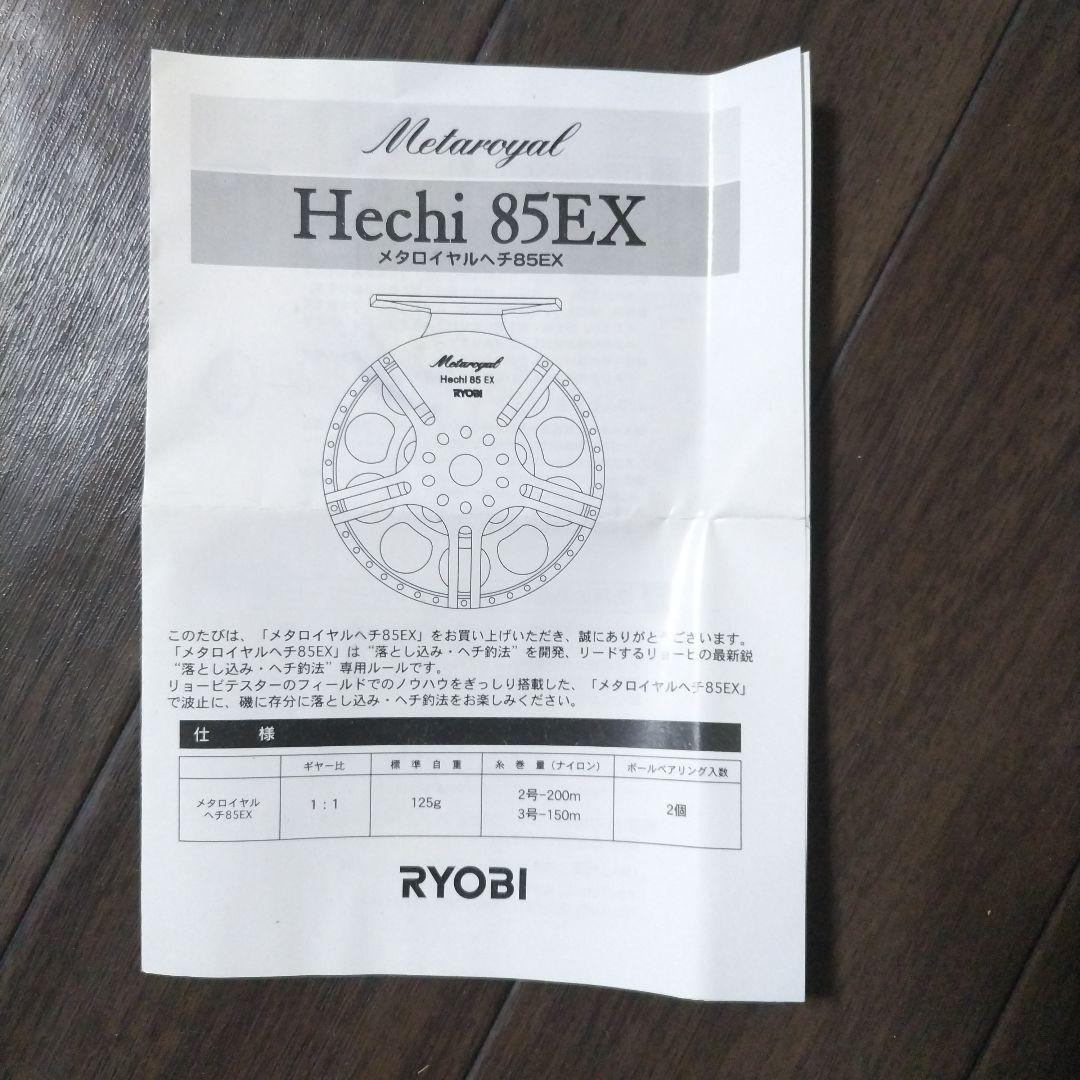 Metaroyal
Hechi 85EX
メタロイヤルヘチ85EX
Metaroyal
Hechi 85 EX
RYOBI
このたびは、「メタロイヤルヘチ85EX」をお買い上げいただき、誠にありがとうございます。
「メタロイヤルヘチ85EX」は“落とし込み・ヘチ釣法”を開発、リードするリョービの最新鋭
“落とし込み・ヘチ釣法”専用ルールです。
リョービテスターのフィールドでのノウハウをぎっしり搭載した、「メタロイヤルヘチ85EX」
で波止に、磯に存分に落とし込み・ヘチ釣法をお楽しみください。
仕 様
ギヤー比 標準自重 糸巻量(ナイロン) ボールベアリング入数
メタロイヤル
ヘチ85EX
1:1 125g
2号-200m
3号-150m
2個
RYOBI